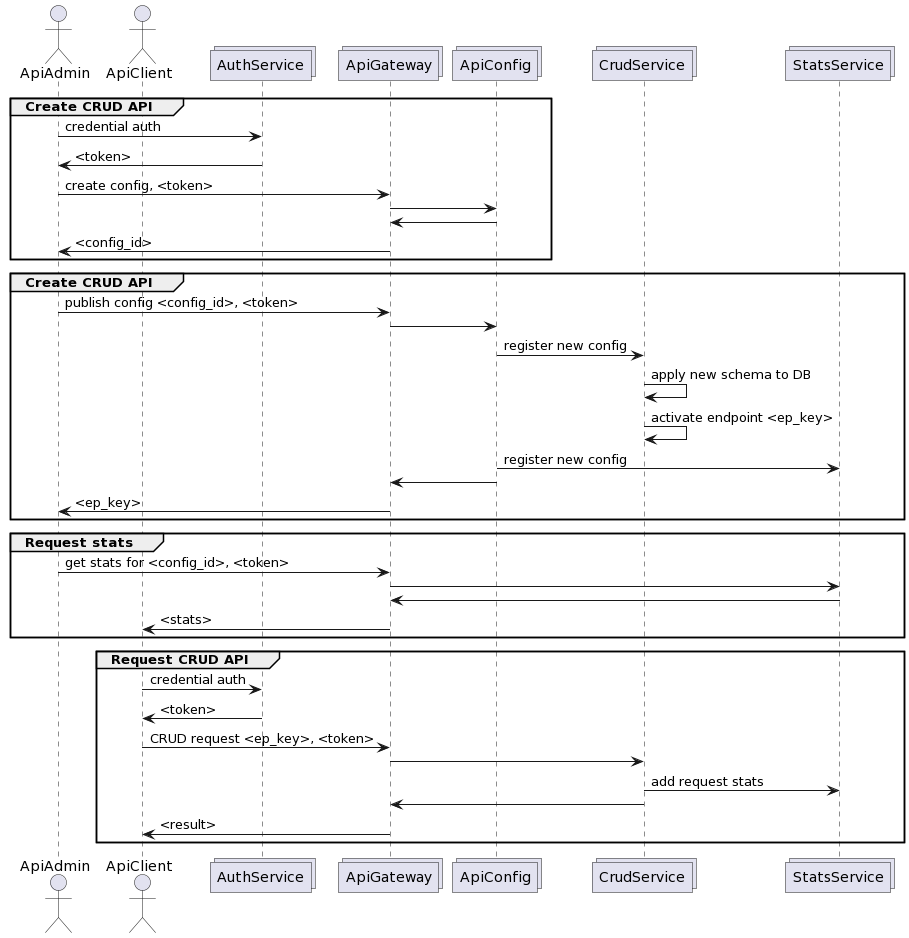 ApiAdmin ApiClient AuthService ApiGateway ApiConfig CrudService StatsService
Create CRUD API
credential auth
<token>
create config, <token>
<config_id>
Create CRUD API
publish config <config_id>, <token>
register new config
apply new schema to DB
activate endpoint <ep_key>
register new config
<ep_key>
Request stats
get stats for <config_id>, <token>
<stats>
Request CRUD API
credential auth
<token>
CRUD request <ep_key>, <token>
add request stats
<result>
ApiAdmin ApiClient AuthService ApiGateway ApiConfig CrudService StatsService